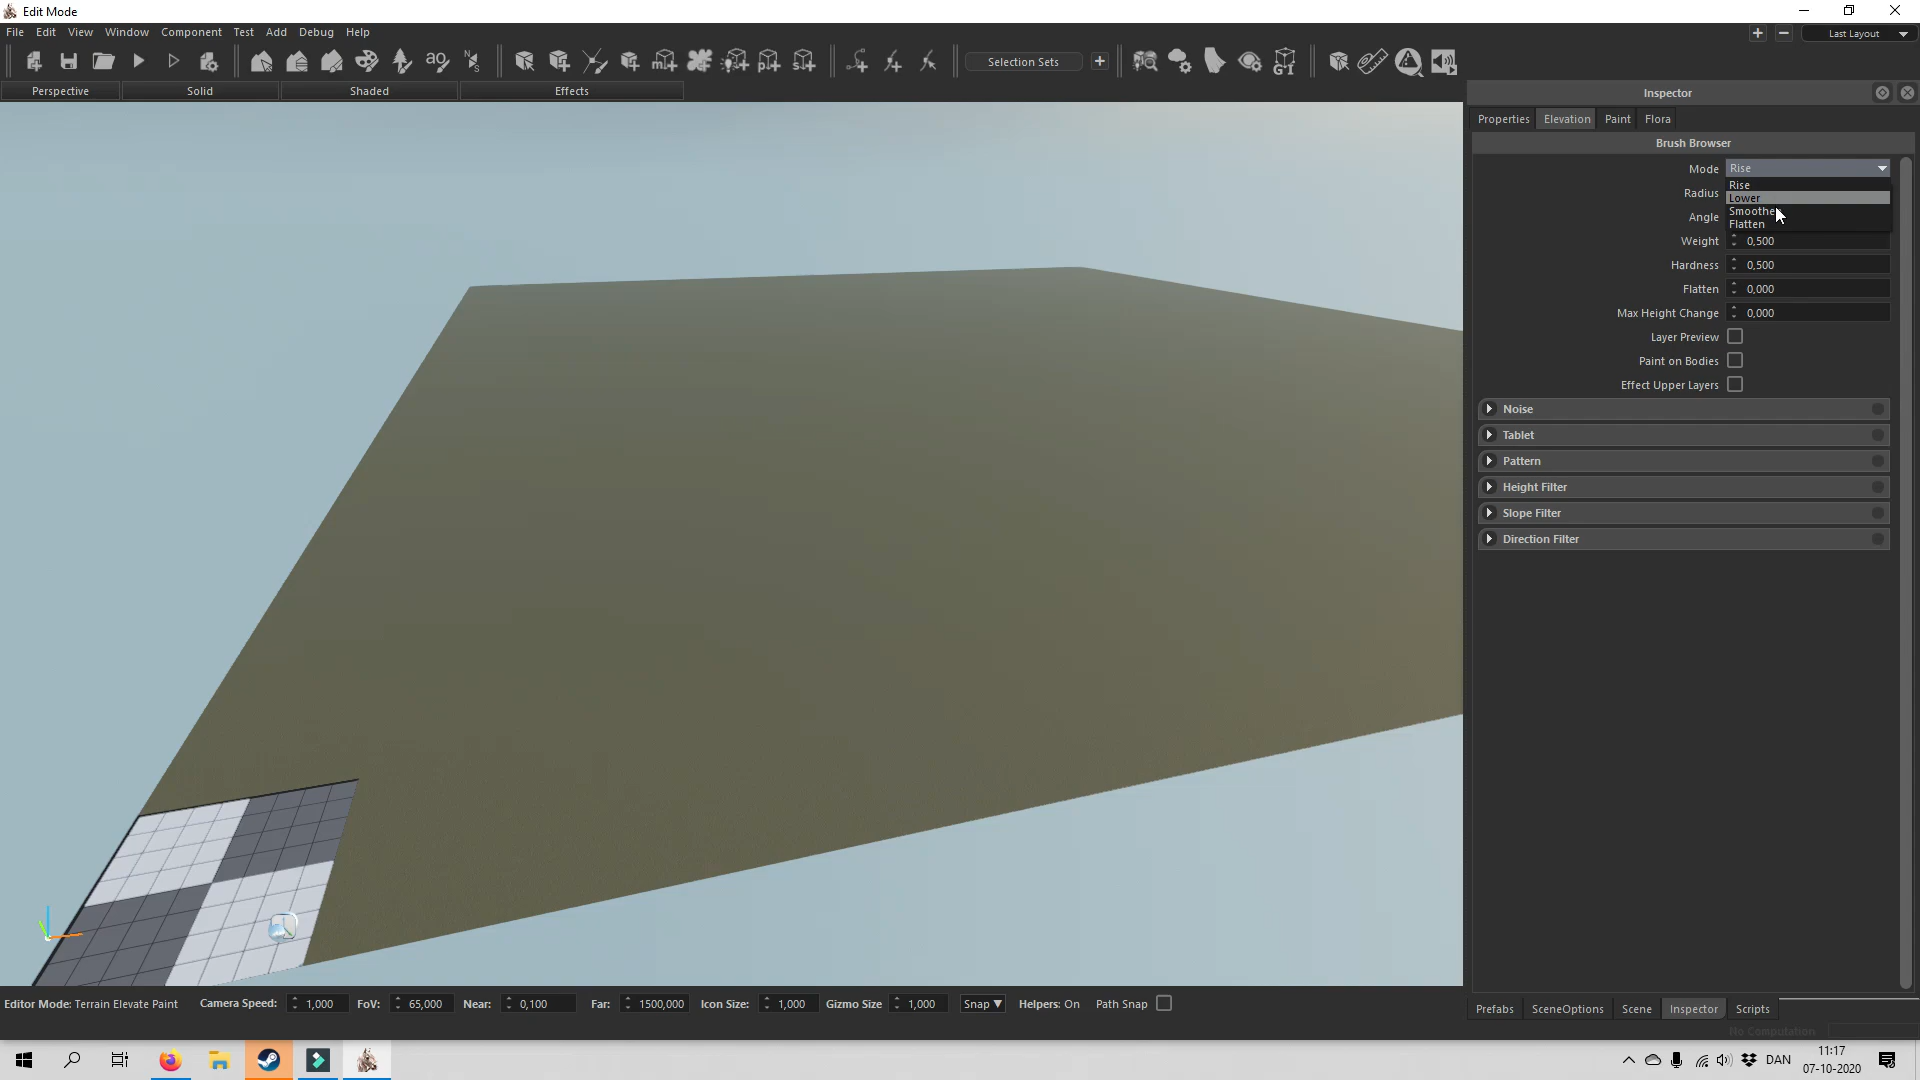 Edit Mode
File Edit View Window Component Test Add Debug Help
Last Layout
Selection Sets
Perspective Solid Shaded Effects
Inspector
Properties Elevation Paint Flora
Brush Browser
Mode Rise
Rise
Radius
Lower
Smoothe
Angle
Flatten
Weight 0,500
Hardness 0,500
Flatten 0,000
Max Height Change 0,000
Layer Preview
Paint on Bodies
Effect Upper Layers
Noise
Tablet
Pattern
Height Filter
Slope Filter
Direction Filter
Editor Mode: Terrain Elevate Paint Camera Speed: 1,000 FoV: 65,000 Near: 0,100 Far: 1500,000 Icon Size: 1,000 Gizmo Size 1,000 Snap Helpers: On Path Snap
Prefabs SceneOptions Scene Inspector Scripts
No Computation
DAN
11:17
07-10-2020